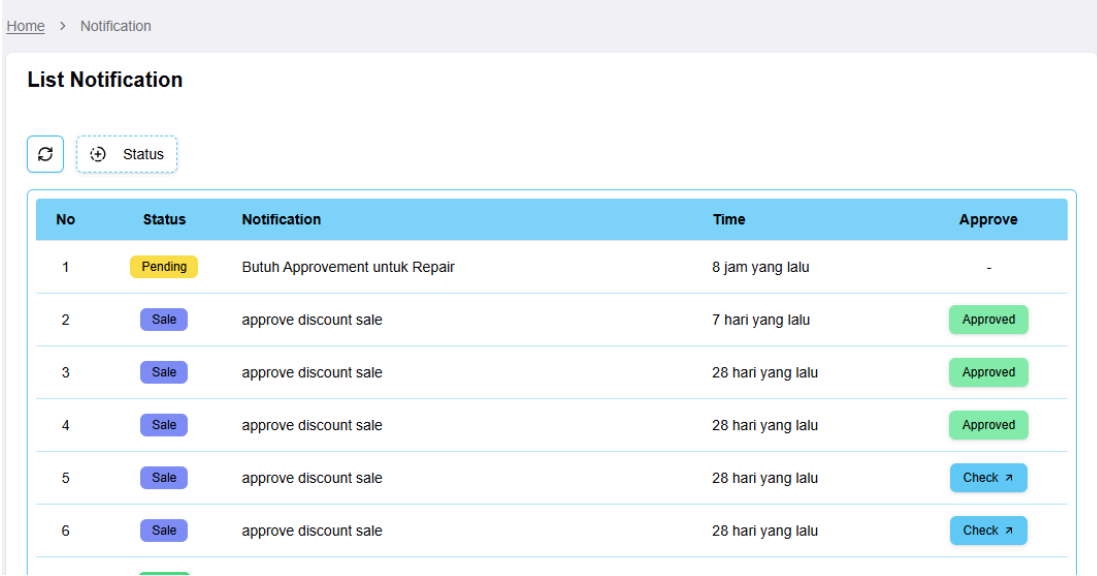 Home > Notification
List Notification
Status
No Status Notification Time Approve
1 Pending Butuh Approvement untuk Repair 8 jam yang lalu -
2 Sale approve discount sale 7 hari yang lalu Approved
3 Sale approve discount sale 28 hari yang lalu Approved
4 Sale approve discount sale 28 hari yang lalu Approved
5 Sale approve discount sale 28 hari yang lalu Check
6 Sale approve discount sale 28 hari yang lalu Check